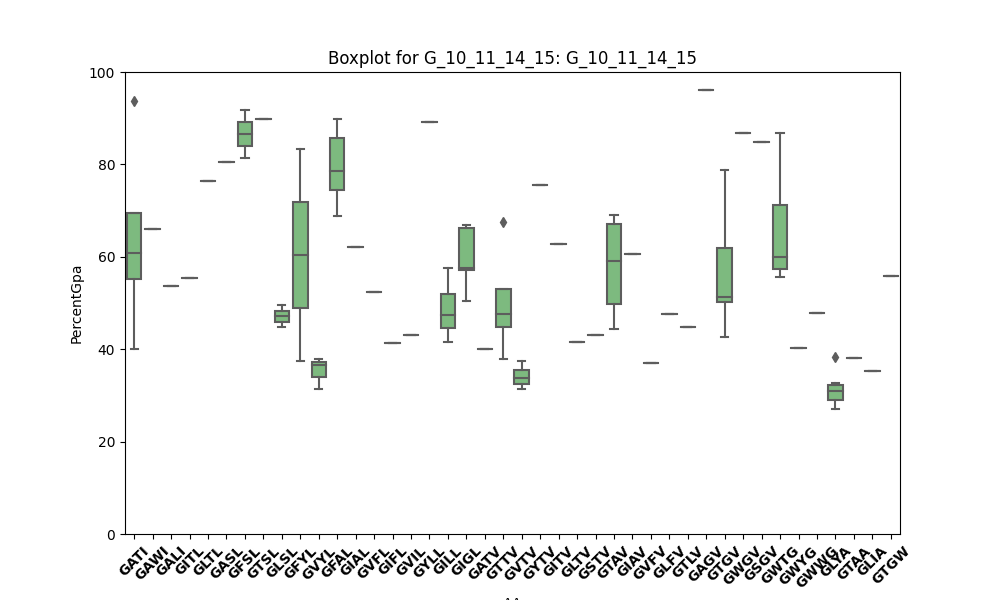 Boxplot for G_10_11_14_15: G_10_11_14_15
100
80
60
40
20
0
PercentGpa
GATI
GAWI
GALI
GITL
GLTL
GASL
GFSL
GTSL
GLSL
GFYL
GVYL
GFAL
GIAL
GVFL
GIFL
GVIL
GYLL
GILL
GIGL
GATV
GTTV
GVTV
GYTV
GITV
GLTV
GSTV
GTAV
GIAV
GVFV
GLFV
GTLV
GAGV
GTGV
GWGV
GSGV
GWTG
GWYG
GWWG
GLYA
GTAA
GLIA
GTGW